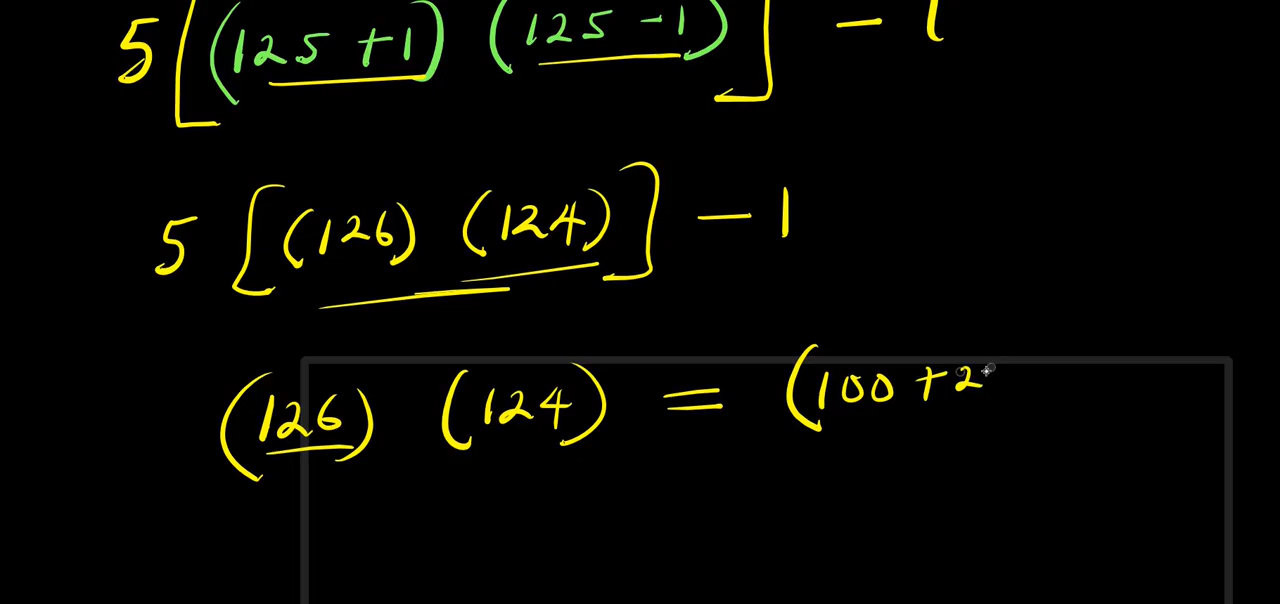 5 [(125 + 1) (125 - 1)] - 1
5 [(126) (124)] - 1
(126) (124) = (100 + 2